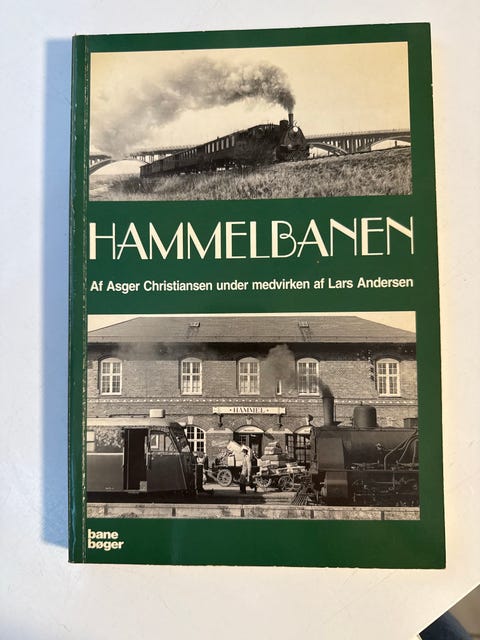 HAMMELBANEN
Af Asger Christiansen under medvirken af Lars Andersen
HAMMEL
bane
bøger